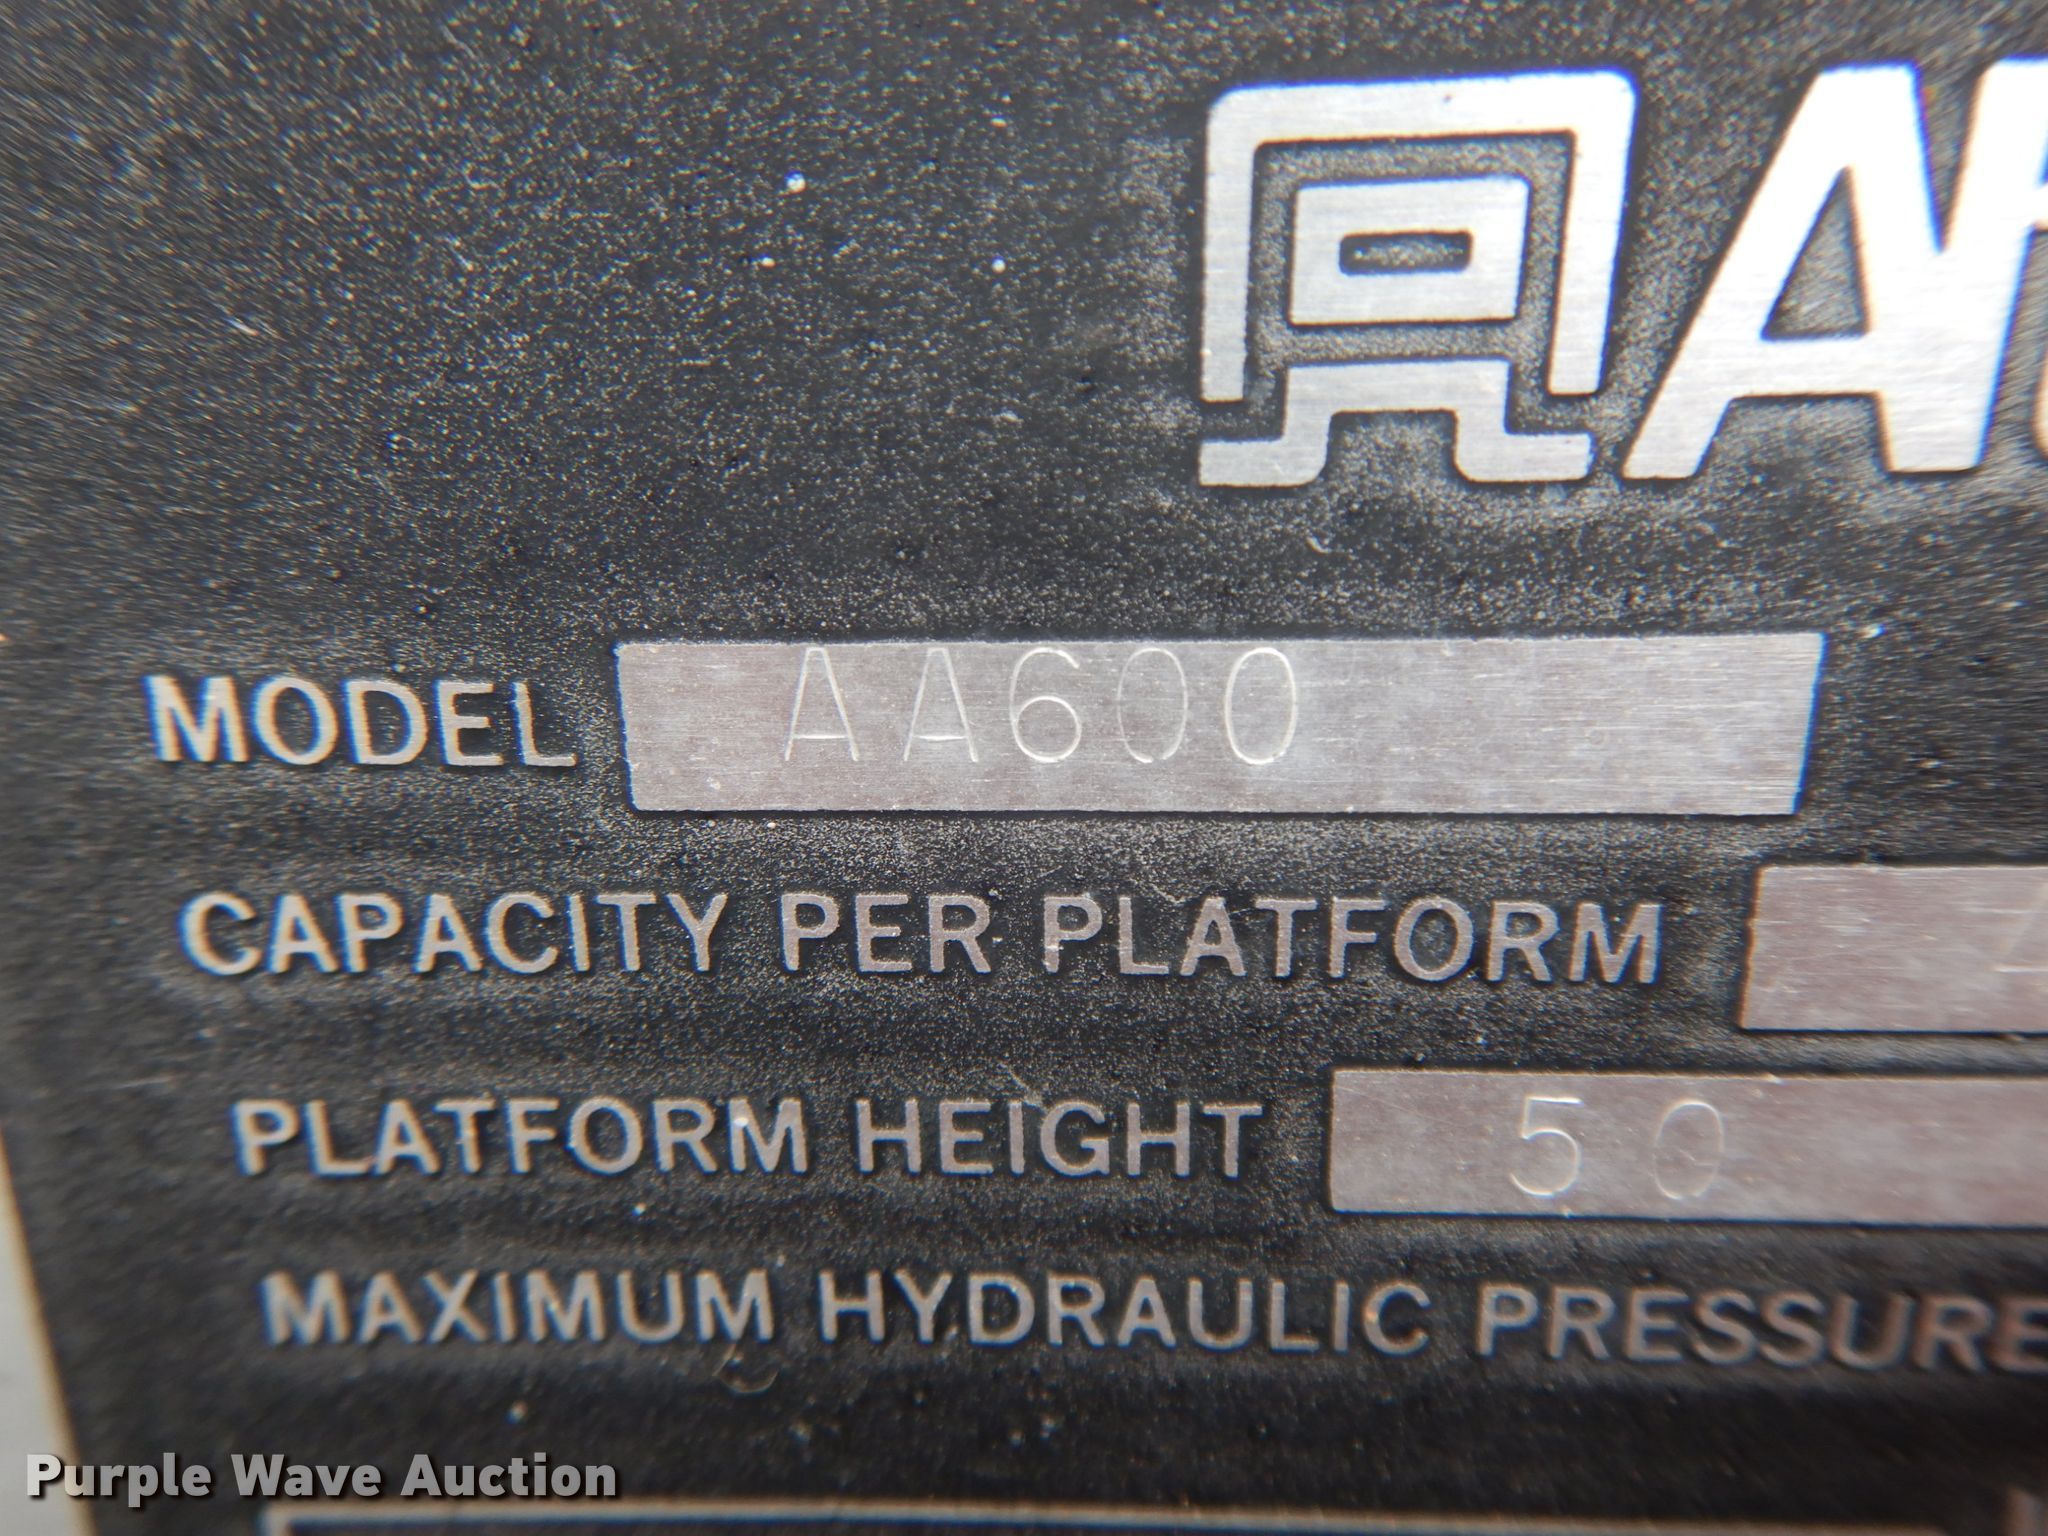 MODEL AA600
CAPACITY PER PLATFORM
PLATFORM HEIGHT 50
MAXIMUM HYDRAULIC PRESSURE
Purple Wave Auction